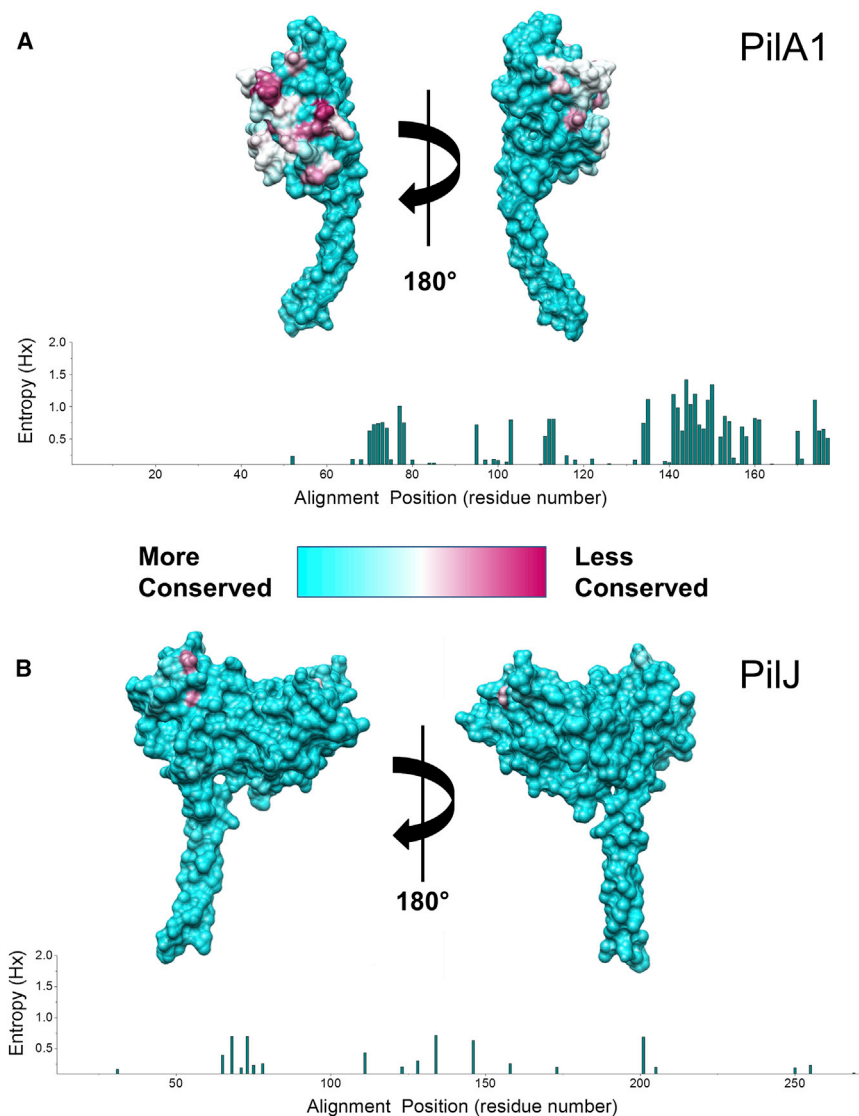 A
PilA1
180°
Entropy (Hx)
2.0
1.5
1.0
0.5
20 40 60 80 100 120 140 160
Alignment Position (residue number)
More
Conserved
Less
Conserved
B
PilJ
180°
Entropy (Hx)
2.0
1.5
1.0
0.5
50 100 150 200 250
Alignment Position (residue number)